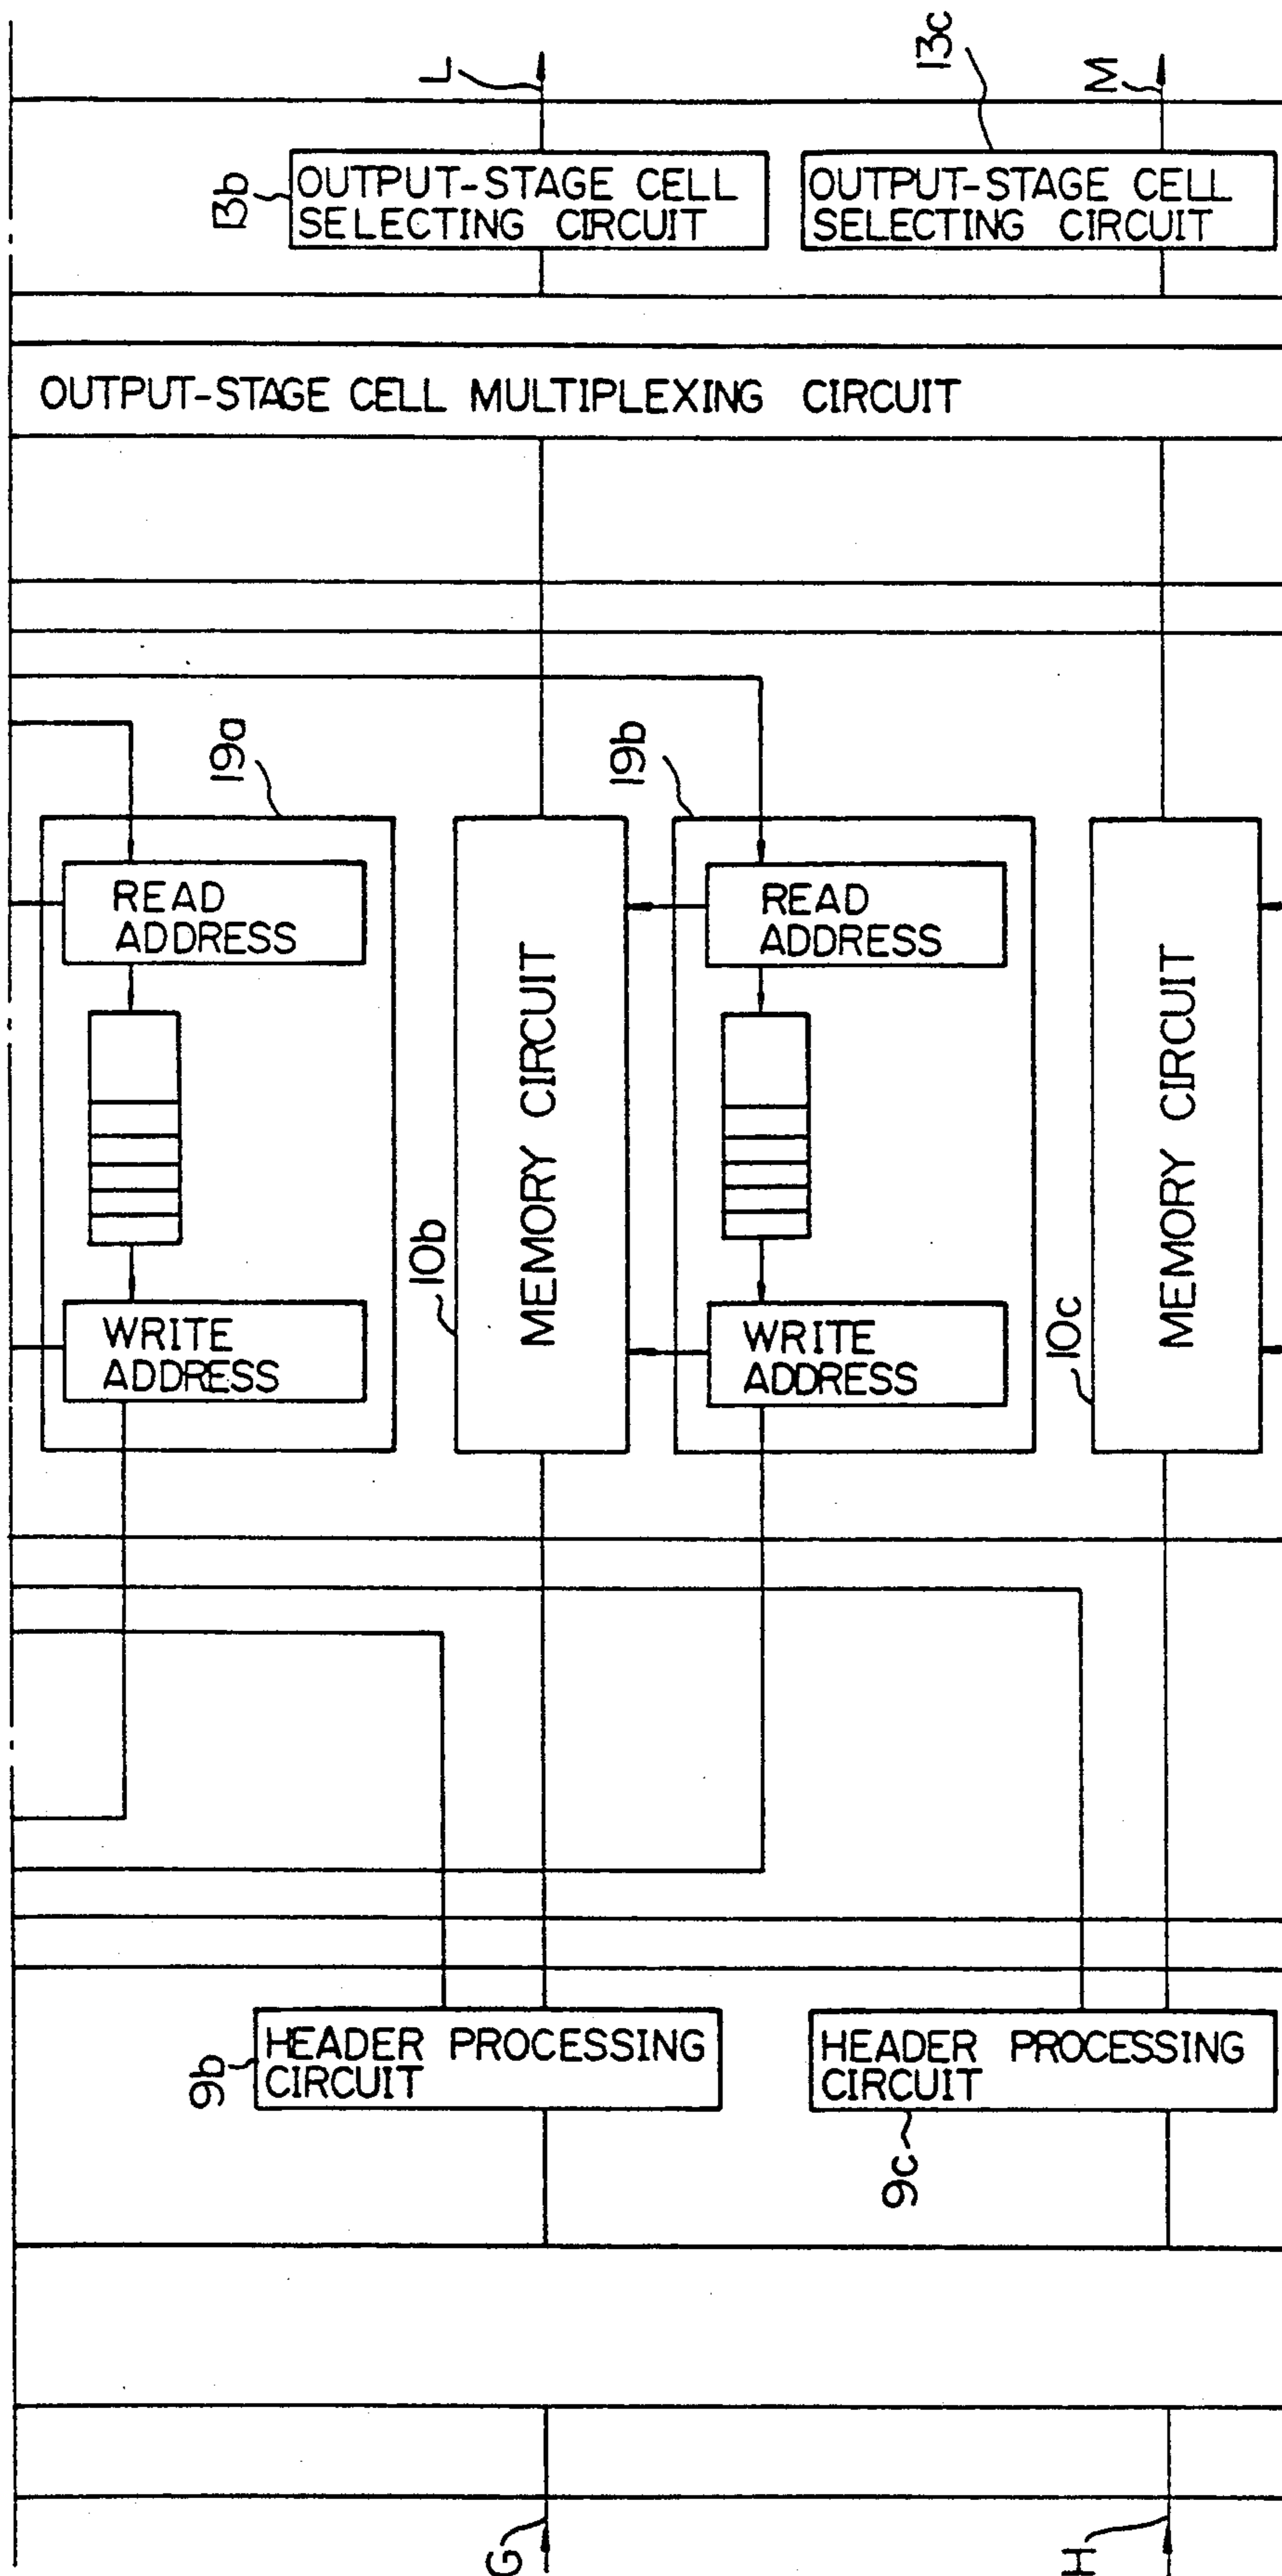 L
M
13b
13c
OUTPUT-STAGE CELL
SELECTING CIRCUIT
OUTPUT-STAGE CELL
SELECTING CIRCUIT
OUTPUT-STAGE CELL MULTIPLEXING CIRCUIT
19a
19b
READ
ADDRESS
READ
ADDRESS
MEMORY CIRCUIT
MEMORY CIRCUIT
10b
10c
WRITE
ADDRESS
WRITE
ADDRESS
9b
HEADER PROCESSING
CIRCUIT
HEADER PROCESSING
CIRCUIT
9c
G
H